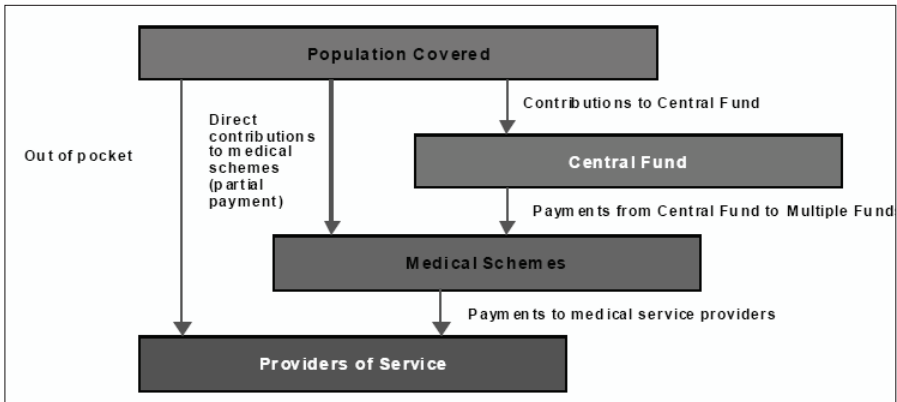 Population Covered
Contributions to Central Fund
Direct
contributions
to medical
schemes
(partial
payment)
Out of pocket
Central Fund
Payments from Central Fund to Multiple Fund
Medical Schemes
Payments to medical service providers
Providers of Service